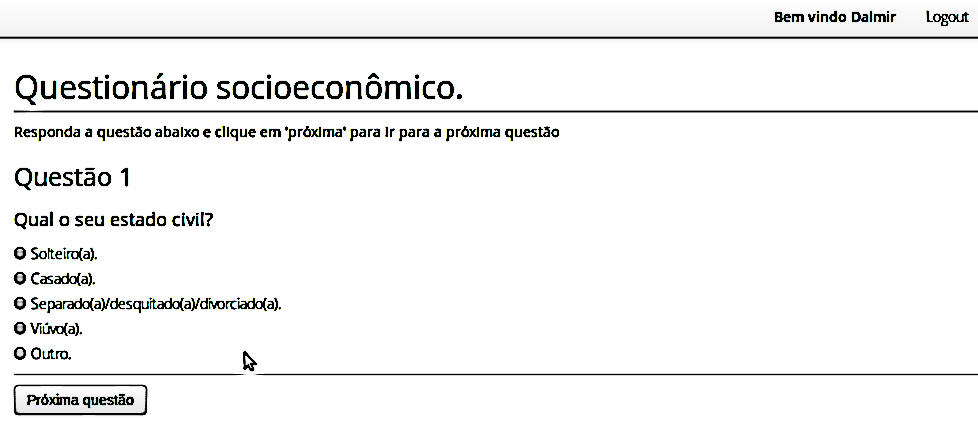 Bem vindo Dalmir Logout
Questionário socioeconômico.
Responda a questão abaixo e clique em 'próxima' para ir para a próxima questão
Questão 1
Qual o seu estado civil?
Solteiro(a).
Casado(a).
Separado(a)/desquitado(a)/divorciado(a).
Viúvo(a).
Outro.
Próxima questão